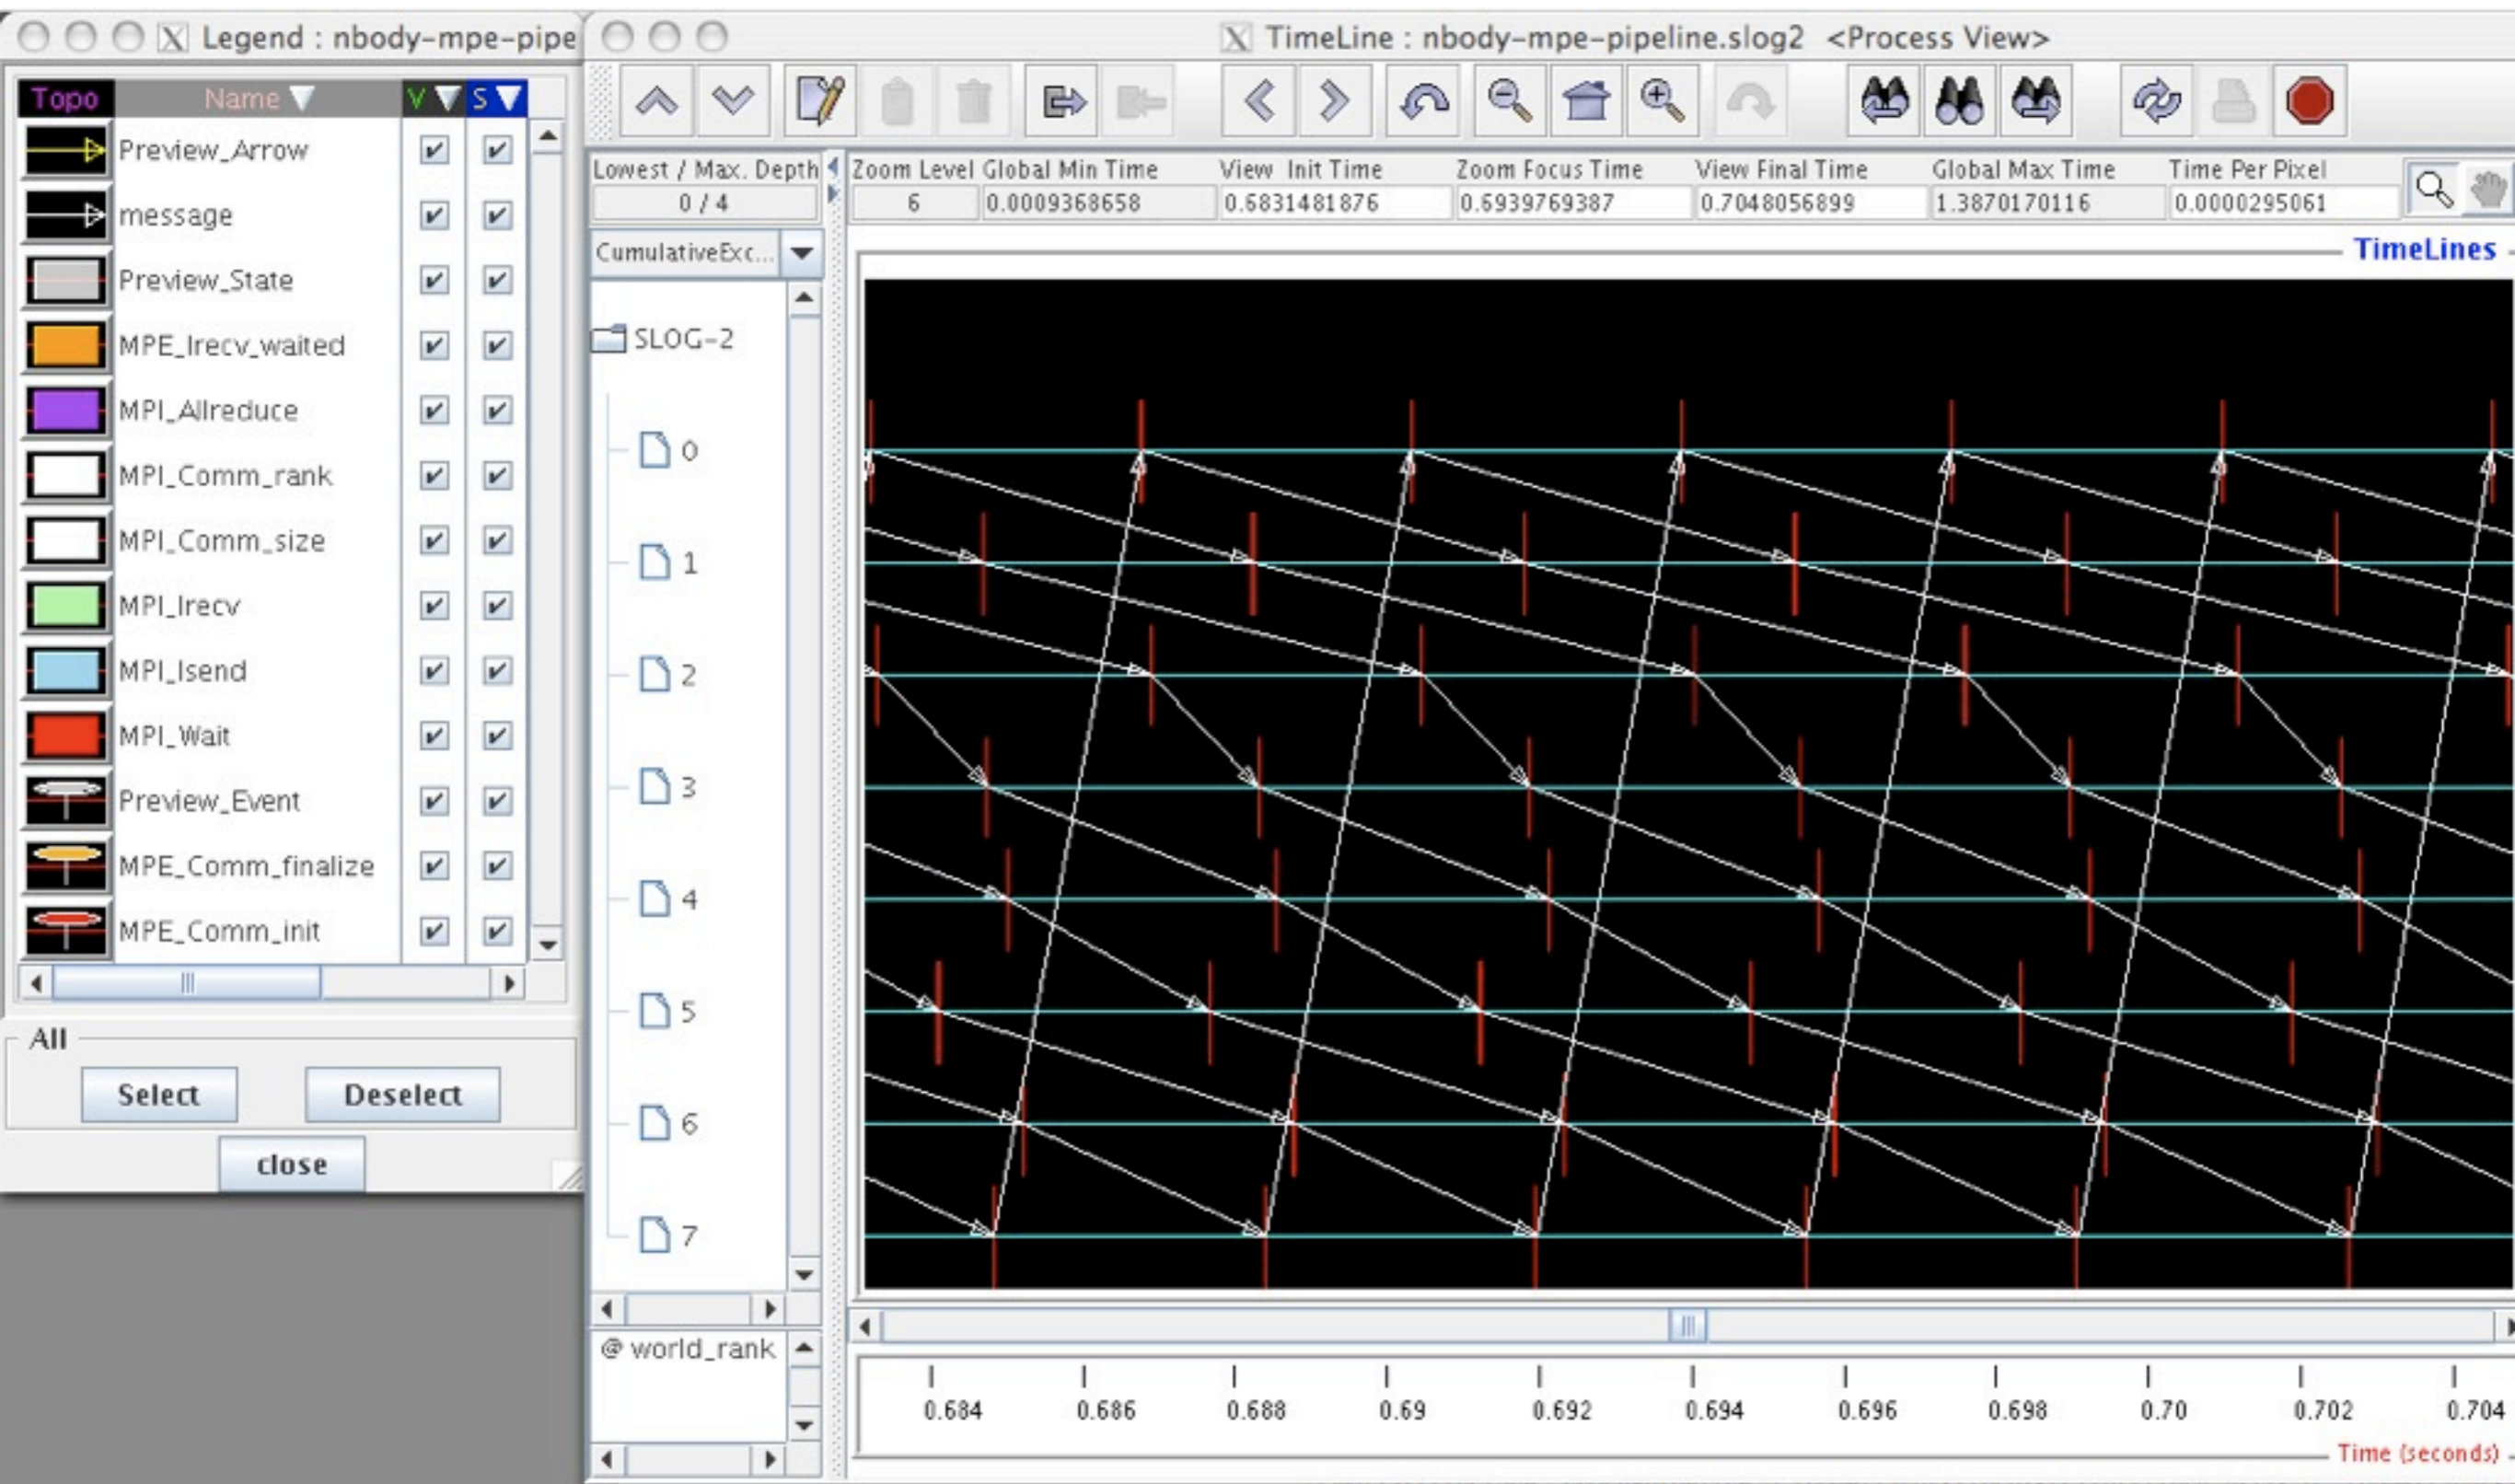 Legend : nbody-mpe-pipe
Topo Name V S
Preview_Arrow
message
Preview_State
MPE_Irecv_waited
MPI_Allreduce
MPI_Comm_rank
MPI_Comm_size
MPI_Irecv
MPI_Isend
MPI_Wait
Preview_Event
MPE_Comm_finalize
MPE_Comm_init
All
Select Deselect
close
TimeLine : nbody-mpe-pipeline.slog2 <Process View>
Lowest / Max. Depth Zoom Level Global Min Time View Init Time Zoom Focus Time View Final Time Global Max Time Time Per Pixel
0 / 4 6 0.0009368658 0.6831481876 0.6939769387 0.7048056899 1.3870170116 0.0000295061
CumulativeExc...
TimeLines
SLOG-2
0
1
2
3
4
5
6
7
@ world_rank
0.684 0.686 0.688 0.69 0.692 0.694 0.696 0.698 0.70 0.702 0.704
Time (seconds)